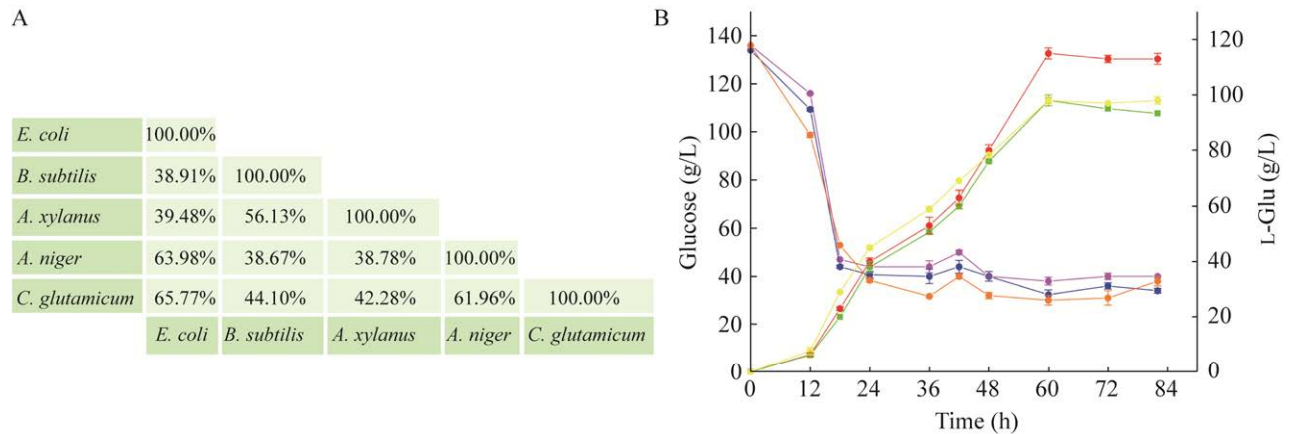 A
E. coli 100.00%
B. subtilis 38.91% 100.00%
A. xylanus 39.48% 56.13% 100.00%
A. niger 63.98% 38.67% 38.78% 100.00%
C. glutamicum 65.77% 44.10% 42.28% 61.96% 100.00%
E. coli B. subtilis A. xylanus A. niger C. glutamicum
B
Glucose (g/L)
140
120
100
80
60
40
20
0
0 12 24 36 48 60 72 84
Time (h)
120
100
80
60
40
20
0
L-Glu (g/L)